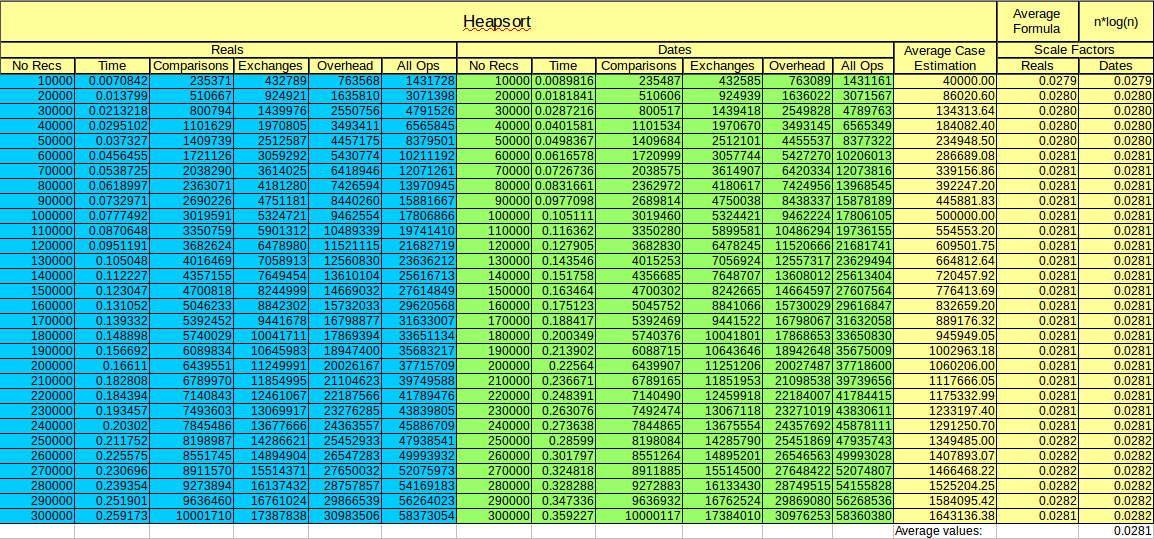 Heapsort Average Formula n*log(n)
Reals Dates Average Case Estimation Scale Factors
No Recs Time Comparisons Exchanges Overhead All Ops No Recs Time Comparisons Exchanges Overhead All Ops Reals Dates
10000 0.0070842 235371 432789 763568 1431728 10000 0.0089816 235487 432585 763089 1431161 40000.00 0.0279 0.0279
20000 0.013799 510667 924921 1635810 3071398 20000 0.0181841 510606 924939 1636022 3071567 86020.60 0.0280 0.0280
30000 0.0213218 800794 1439976 2550756 4791526 30000 0.0287216 800517 1439418 2549828 4789763 134313.64 0.0280 0.0280
40000 0.0295102 1101629 1970805 3493411 6565845 40000 0.0401581 1101534 1970670 3493145 6565349 184082.40 0.0280 0.0280
50000 0.037327 1409739 2512587 4457175 8379501 50000 0.0498367 1409684 2512101 4455537 8377322 234948.50 0.0280 0.0280
60000 0.0456455 1721126 3059292 5430774 10211192 60000 0.0616578 1720999 3057744 5427270 10206013 286689.08 0.0281 0.0281
70000 0.0538725 2038290 3614025 6418946 12071261 70000 0.0726736 2038575 3614907 6420334 12073816 339156.86 0.0281 0.0281
80000 0.0618997 2363071 4181280 7426594 13970945 80000 0.0831661 2362972 4180617 7424956 13968545 392247.20 0.0281 0.0281
90000 0.0732971 2690226 4751181 8440260 15881667 90000 0.0977098 2689814 4750038 8438337 15878189 445881.83 0.0281 0.0281
100000 0.0777492 3019591 5324721 9462554 17806866 100000 0.105111 3019460 5324421 9462224 17806105 500000.00 0.0281 0.0281
110000 0.0870648 3350759 5901312 10489339 19741410 110000 0.116362 3350280 5899581 10486294 19736155 554553.20 0.0281 0.0281
120000 0.0951191 3682624 6478980 11521115 21682719 120000 0.127905 3682830 6478245 11520666 21681741 609501.75 0.0281 0.0281
130000 0.105048 4016469 7058913 12560830 23636212 130000 0.143546 4015253 7056924 12557317 23629494 664812.64 0.0281 0.0281
140000 0.112227 4357155 7649454 13610104 25616713 140000 0.151758 4356685 7648707 13608012 25613404 720457.92 0.0281 0.0281
150000 0.123047 4700818 8244999 14669032 27614849 150000 0.163464 4700302 8242665 14664597 27607564 776413.69 0.0281 0.0281
160000 0.131052 5046233 8842302 15732033 29620568 160000 0.175123 5045752 8841066 15730029 29616847 832659.20 0.0281 0.0281
170000 0.139332 5392452 9441678 16798877 31633007 170000 0.188417 5392469 9441522 16798067 31632058 889176.32 0.0281 0.0281
180000 0.148898 5740029 10041711 17869394 33651134 180000 0.200349 5740376 10041801 17868653 33650830 945949.05 0.0281 0.0281
190000 0.156692 6089834 10645983 18947400 35683217 190000 0.213902 6088715 10643646 18942648 35675009 1002963.18 0.0281 0.0281
200000 0.16611 6439551 11249991 20026167 37715709 200000 0.22564 6439907 11251206 20027487 37718600 1060206.00 0.0281 0.0281
210000 0.182808 6789970 11854995 21104623 39749588 210000 0.236671 6789165 11851953 21098538 39739656 1117666.05 0.0281 0.0281
220000 0.184394 7140843 12461067 22187566 41789476 220000 0.248391 7140490 12459918 22184007 41784415 1175332.99 0.0281 0.0281
230000 0.193457 7493603 13069917 23276285 43839805 230000 0.263076 7492474 13067118 23271019 43830611 1233197.40 0.0281 0.0281
240000 0.20302 7845486 13677666 24363557 45886709 240000 0.273638 7844865 13675554 24357692 45878111 1291250.70 0.0281 0.0281
250000 0.211752 8198987 14286621 25452933 47938541 250000 0.28599 8198084 14285790 25451869 47935743 1349485.00 0.0282 0.0282
260000 0.225575 8551745 14894904 26547283 49993932 260000 0.301797 8551264 14895201 26546563 49993028 1407893.07 0.0282 0.0282
270000 0.230696 8911570 15514371 27650032 52075973 270000 0.324818 8911885 15514500 27648422 52074807 1466468.22 0.0282 0.0282
280000 0.239354 9273894 16137432 28757857 54169183 280000 0.328288 9272883 16133430 28749515 54155828 1525204.25 0.0282 0.0282
290000 0.251901 9636460 16761024 29866539 56264023 290000 0.347336 9636932 16762524 29869080 56268536 1584095.42 0.0282 0.0282
300000 0.259173 10001710 17387838 30983506 58373054 300000 0.359227 10000117 17384010 30976253 58360380 1643136.38 0.0281 0.0282
Average values: 0.0281